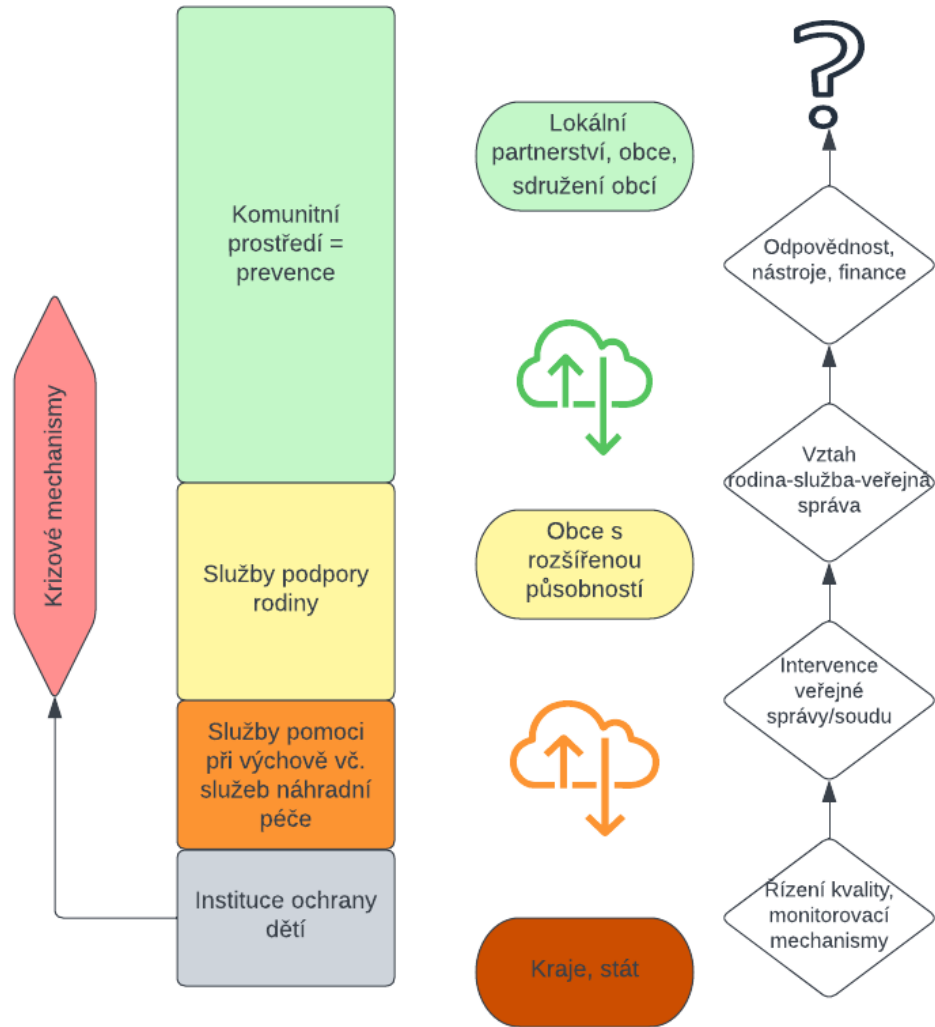 Komunitní
prostředí =
prevence
Služby podpory
rodiny
Služby pomoci
při výchově vč.
služeb náhradní
péče
Instituce ochrany
dětí
Krizové mechanismy
Lokální
partnerství, obce,
sdružení obcí
Obce s
rozšířenou
působností
Kraje, stát
?
Odpovědnost,
nástroje, finance
Vztah
rodina-služba-veřejná
správa
Intervence
veřejné
správy/soudu
Řízení kvality,
monitorovací
mechanismy